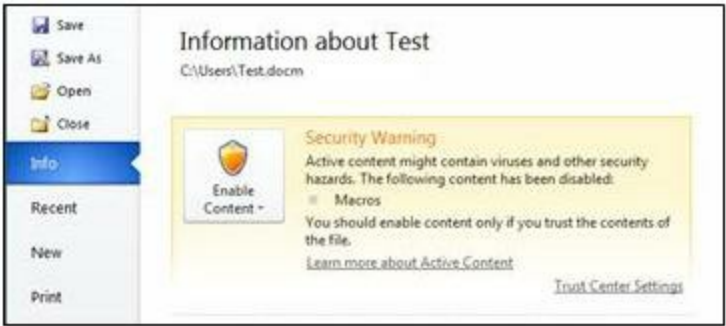 Save
Save As
Open
Close
Info
Recent
New
Print
Information about Test
C:\Users\Test.docm
Enable
Content
Security Warning
Active content might contain viruses and other security
hazards. The following content has been disabled:
Macros
You should enable content only if you trust the contents of
the file.
Learn more about Active Content
Trust Center Settings